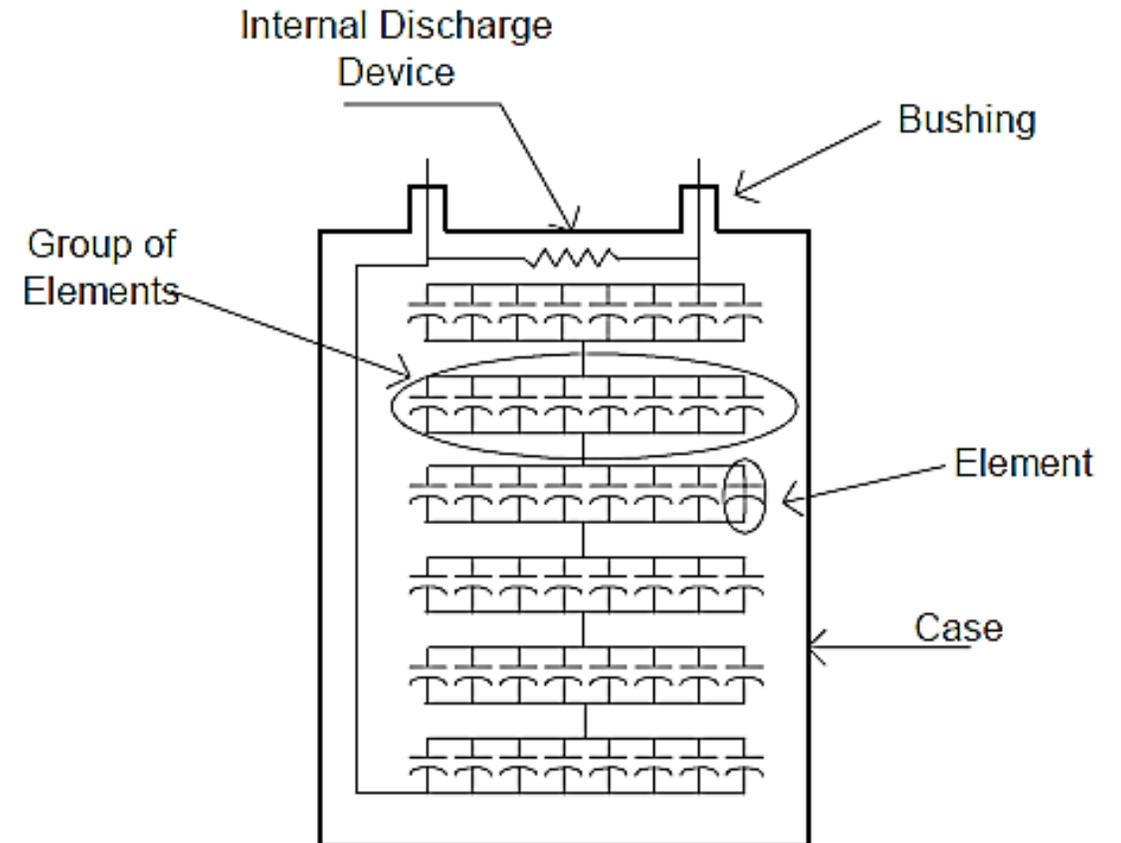 Internal Discharge
Device
Bushing
Group of
Elements
Element
Case